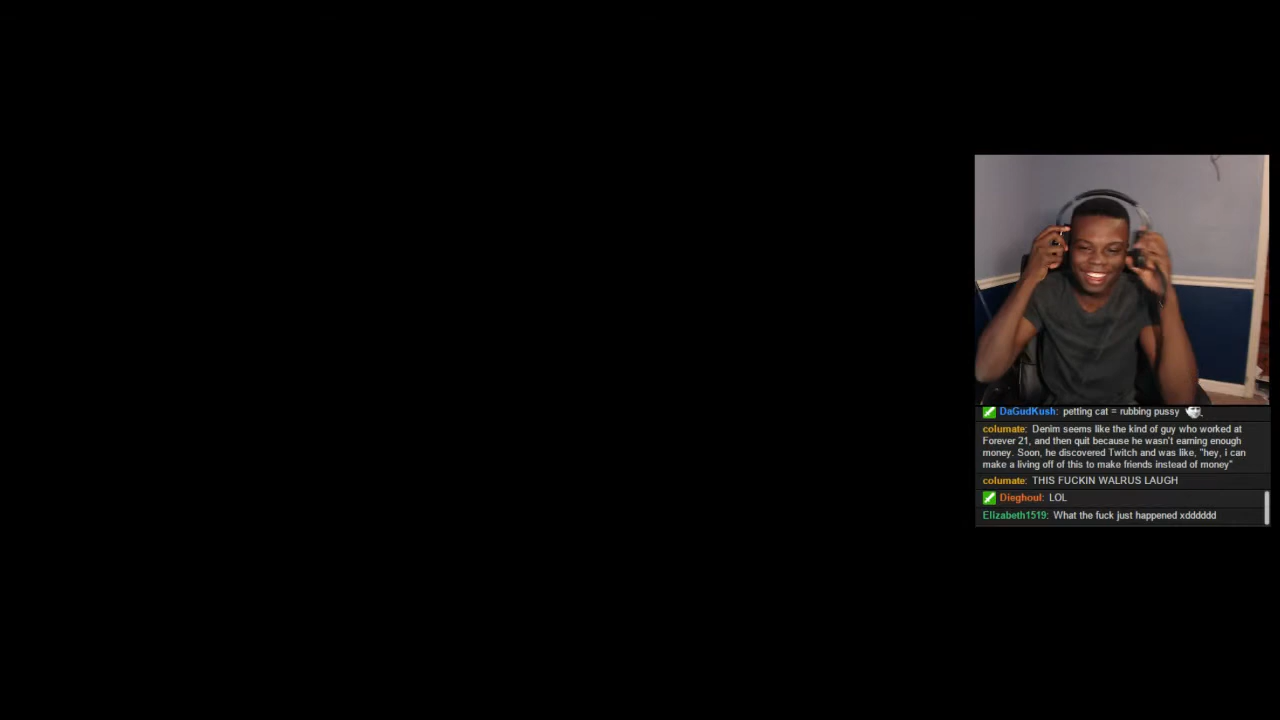 DaGudKush: petting cat = rubbing pussy
columate: Denim seems like the kind of guy who worked at
Forever 21, and then quit because he wasn't earning enough
money. Soon, he discovered Twitch and was like, "hey, i can
make a living off of this to make friends instead of money"
columate: THIS FUCKIN WALRUS LAUGH
Dieghoul: LOL
Elizabeth1519: What the fuck just happened xdddddd